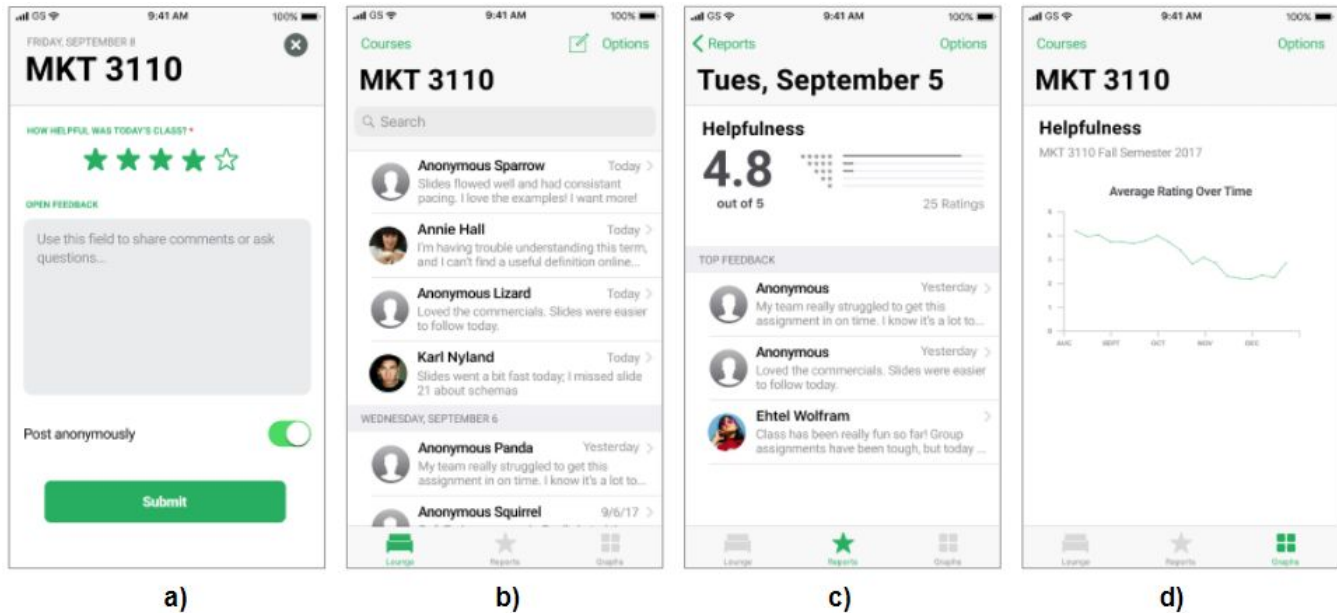 GS 9:41 AM 100%
FRIDAY, SEPTEMBER 8
MKT 3110
HOW HELPFUL WAS TODAY'S CLASS? *
OPEN FEEDBACK
Use this field to share comments or ask
questions...
Post anonymously
Submit
a)
GS 9:41 AM 100%
Courses Options
MKT 3110
Search
Anonymous Sparrow Today
Slides flowed well and had consistant
pacing. I love the examples! I want more!
Annie Hall Today
I'm having trouble understanding this term,
and I can't find a useful definition online...
Anonymous Lizard Today
Loved the commercials. Slides were easier
to follow today.
Karl Nyland Today
Slides went a bit fast today; I missed slide
21 about schemas
WEDNESDAY, SEPTEMBER 6
Anonymous Panda Yesterday
My team really struggled to get this
assignment in on time. I know it's a lot to...
Anonymous Squirrel 9/6/17
Lounge Reports Graphs
b)
GS 9:41 AM 100%
Reports Options
Tues, September 5
Helpfulness
4.8
out of 5 25 Ratings
TOP FEEDBACK
Anonymous Yesterday
My team really struggled to get this
assignment in on time. I know it's a lot to...
Anonymous Yesterday
Loved the commercials. Slides were easier
to follow today.
Ehtel Wolfram
Class has been really fun so far! Group
assignments have been tough, but today ...
Lounge Reports Graphs
c)
GS 9:41 AM 100%
Courses Options
MKT 3110
Helpfulness
MKT 3110 Fall Semester 2017
Average Rating Over Time
5
4
3
2
1
0
AUG SEPT OCT NOV DEC
Lounge Reports Graphs
d)